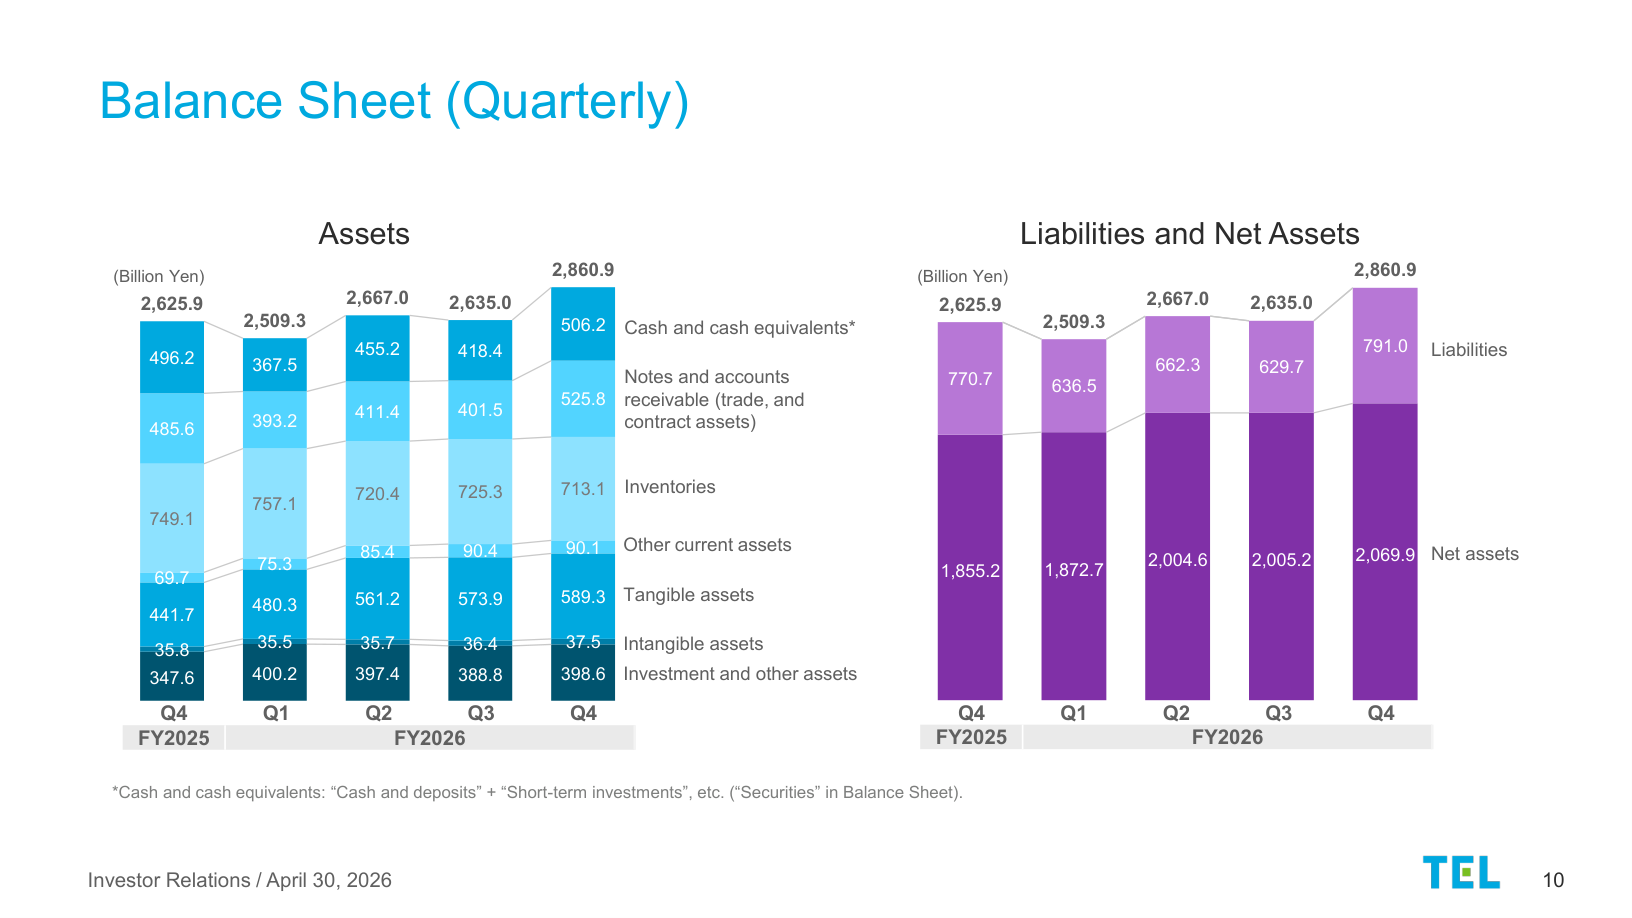 Balance Sheet (Quarterly)
Assets
(Billion Yen)
2,625.9
2,509.3
2,667.0
2,635.0
2,860.9
496.2
367.5
455.2
418.4
506.2
Cash and cash equivalents*
485.6
393.2
411.4
401.5
525.8
Notes and accounts
receivable (trade, and
contract assets)
749.1
757.1
720.4
725.3
713.1
Inventories
69.7
75.3
85.4
90.4
90.1
Other current assets
441.7
480.3
561.2
573.9
589.3
Tangible assets
35.8
35.5
35.7
36.4
37.5
Intangible assets
347.6
400.2
397.4
388.8
398.6
Investment and other assets
Q4
Q1
Q2
Q3
Q4
FY2025
FY2026
Liabilities and Net Assets
(Billion Yen)
2,625.9
2,509.3
2,667.0
2,635.0
2,860.9
770.7
636.5
662.3
629.7
791.0
Liabilities
1,855.2
1,872.7
2,004.6
2,005.2
2,069.9
Net assets
Q4
Q1
Q2
Q3
Q4
FY2025
FY2026
*Cash and cash equivalents: “Cash and deposits” + “Short-term investments”, etc. (“Securities” in Balance Sheet).
Investor Relations / April 30, 2026
TEL
10